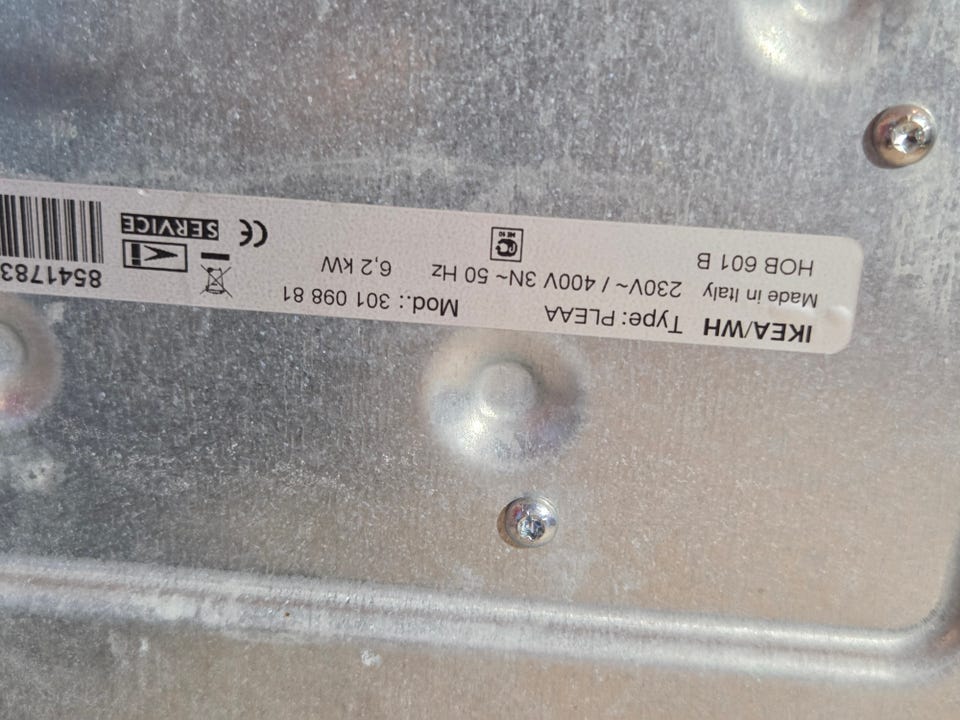 IKEA/WH Type: PLEAA Mod.: 301 098 81
Made in Italy 230V~ / 400V 3N~ 50 Hz 6,2 kW
HOB 601 B
8541783
SERVICE
CE